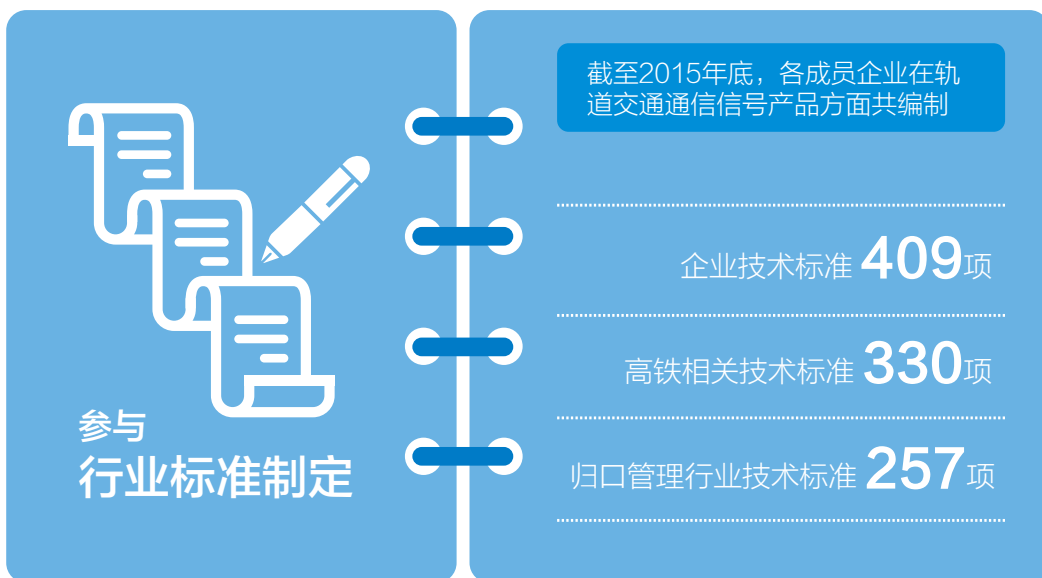 参与
行业标准制定
截至2015年底，各成员企业在轨
道交通通信信号产品方面共编制
企业技术标准 409项
高铁相关技术标准 330项
归口管理行业技术标准 257项